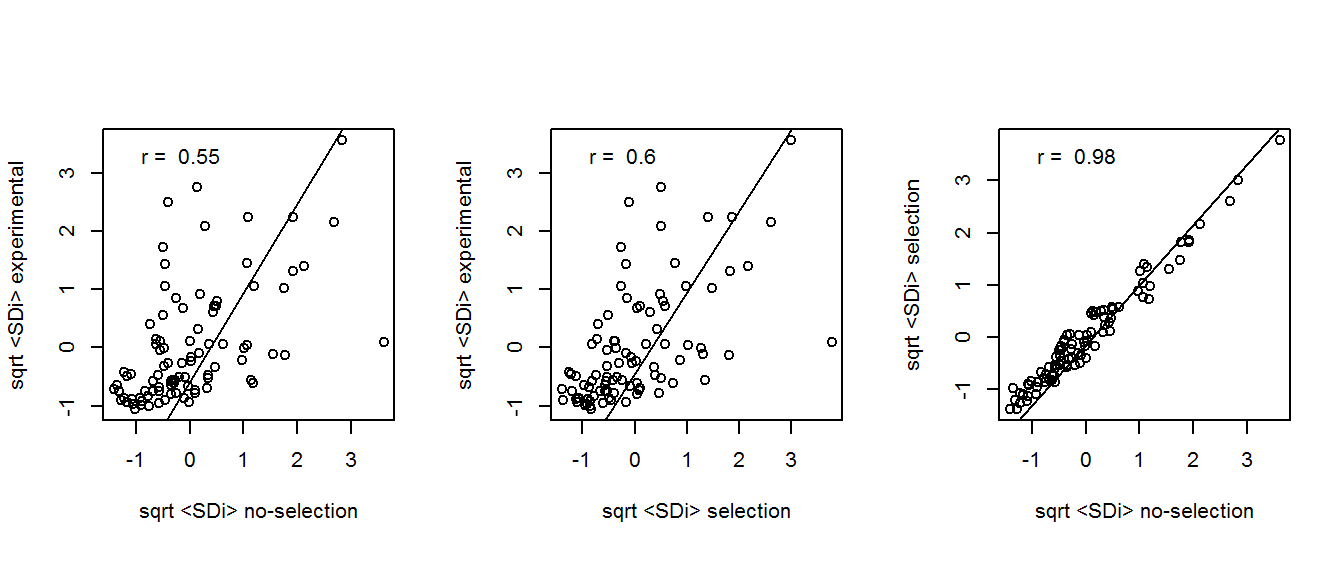 r = 0.55
sqrt <SDi> experimental
3
2
1
0
-1
-1 0 1 2 3
sqrt <SDi> no-selection
r = 0.6
sqrt <SDi> experimental
3
2
1
0
-1
-1 0 1 2 3
sqrt <SDi> selection
r = 0.98
sqrt <SDi> selection
3
2
1
0
-1
-1 0 1 2 3
sqrt <SDi> no-selection